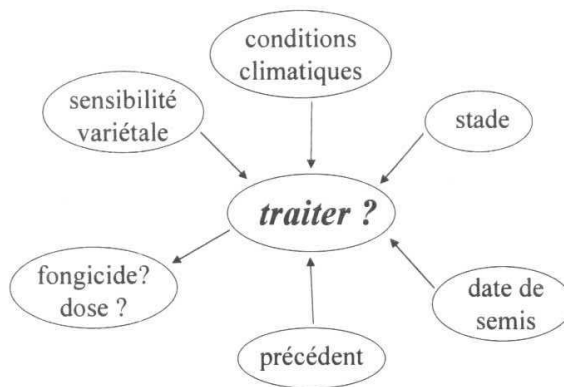 conditions
climatiques
sensibilité
variétale
stade
traiter ?
fongicide?
dose ?
date de
semis
précédent